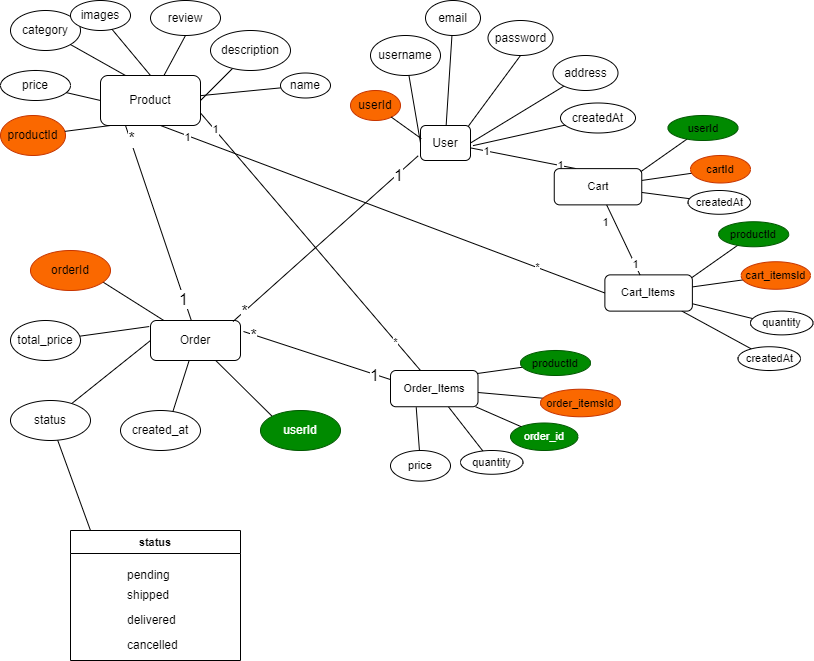 images
review
email
category
password
description
username
address
price
name
Product
userId
createdAt
userId
productId
*
1
1
User
1
1
cartId
1
Cart
createdAt
1
productId
orderId
*
1
Cart_Items
cart_itemsId
1
*
quantity
total_price
Order
*
*
createdAt
productId
1
Order_Items
order_itemsId
status
created_at
userId
order_id
price
quantity
status
pending
shipped
delivered
cancelled